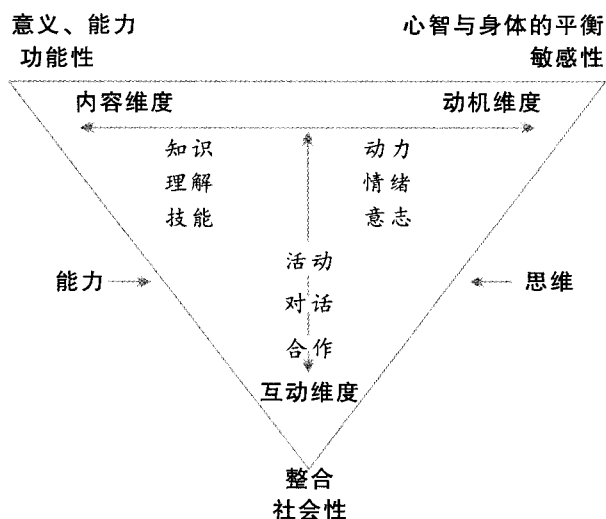 意义、能力
功能性
心智与身体的平衡
敏感性
内容维度
动机维度
知识
理解
技能
动力
情绪
意志
活动
对话
合作
能力
思维
互动维度
整合
社会性